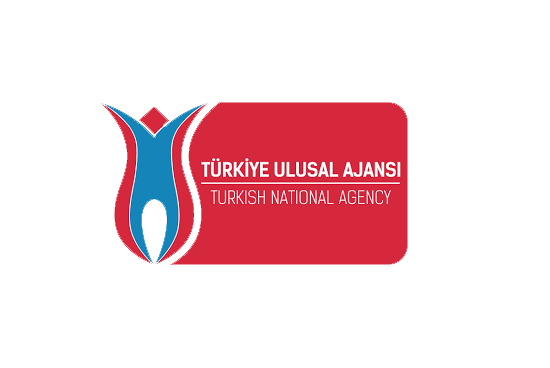 TÜRKİYE ULUSAL AJANSI
TURKISH NATIONAL AGENCY